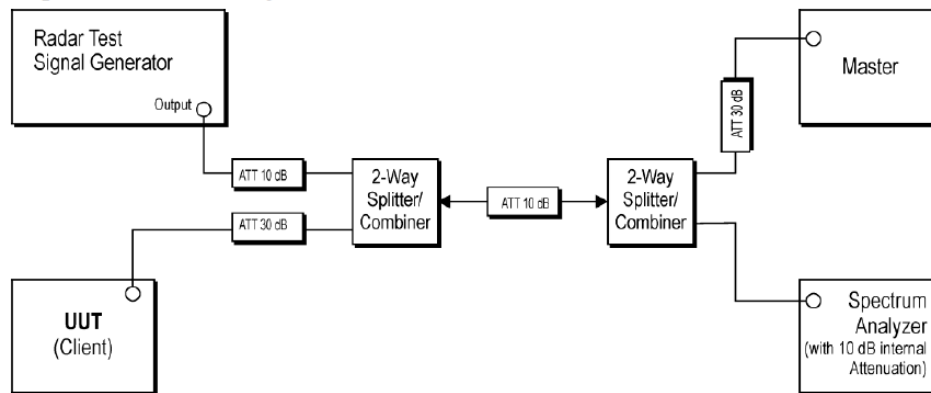 Radar Test
Signal Generator
Output
ATT 10 dB
ATT 30 dB
2-Way
Splitter/
Combiner
ATT 10 dB
2-Way
Splitter/
Combiner
ATT 30 dB
Master
UUT
(Client)
Spectrum
Analyzer
(with 10 dB internal
Attenuation)